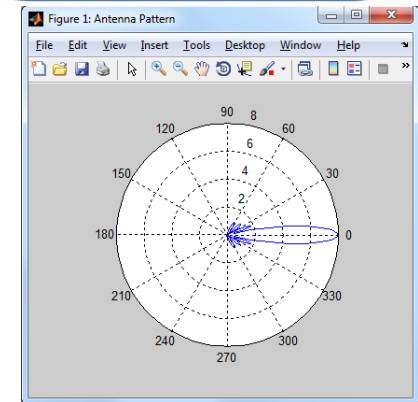 Figure 1: Antenna Pattern
File Edit View Insert Tools Desktop Window Help
90 8
120 60
6
150 4 30
2
180 0
210 330
240 300
270